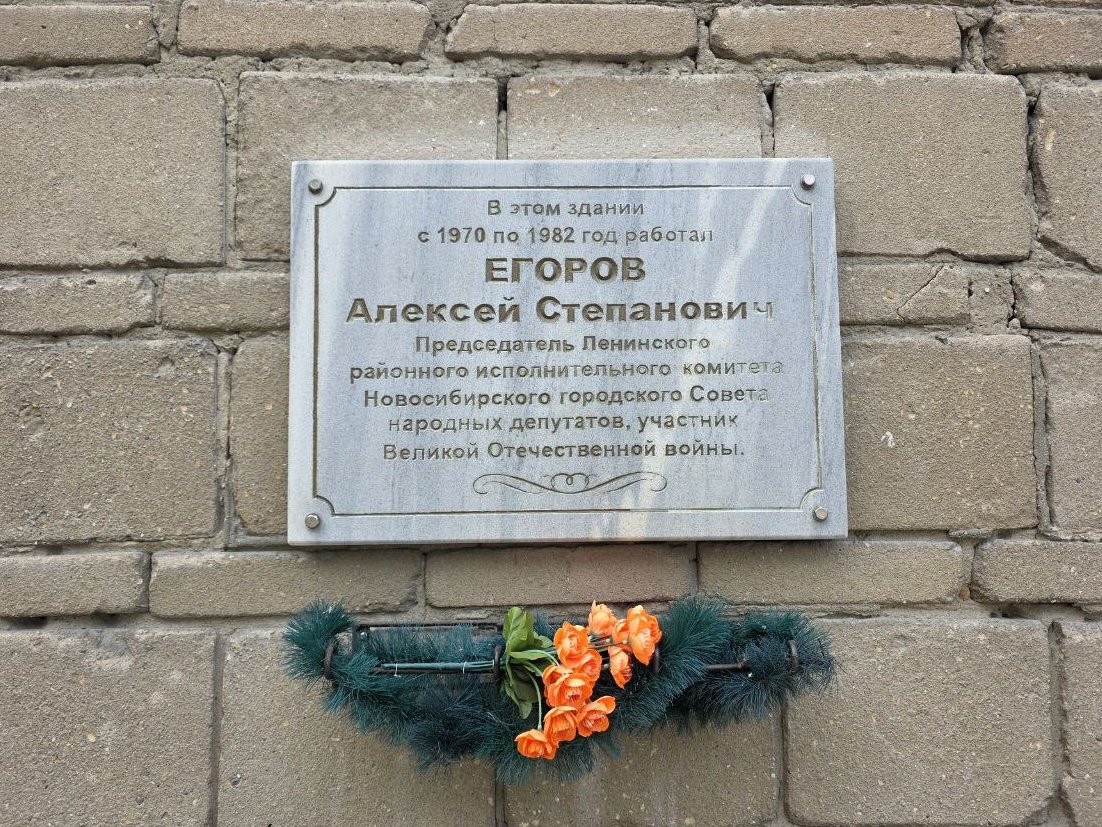 В этом здании
с 1970 по 1982 год работал
ЕГОРОВ
Алексей Степанович
Председатель Ленинского
районного исполнительного комитета
Новосибирского городского Совета
народных депутатов, участник
Великой Отечественной войны.